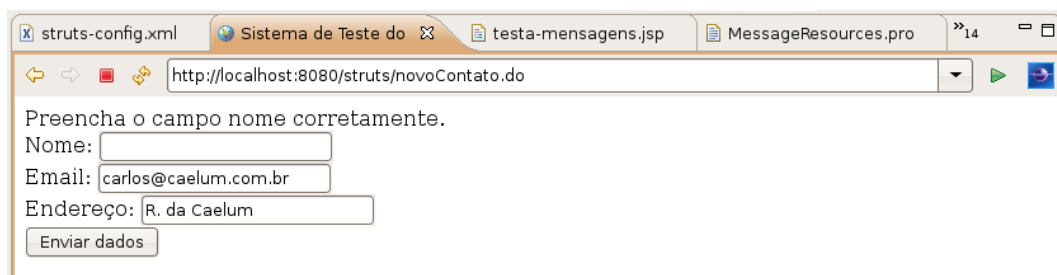 struts-config.xml Sistema de Teste do testa-mensagens.jsp MessageResources.pro »14
http://localhost:8080/struts/novoContato.do
Preencha o campo nome corretamente.
Nome:
Email: carlos@caelum.com.br
Endereço: R. da Caelum
Enviar dados